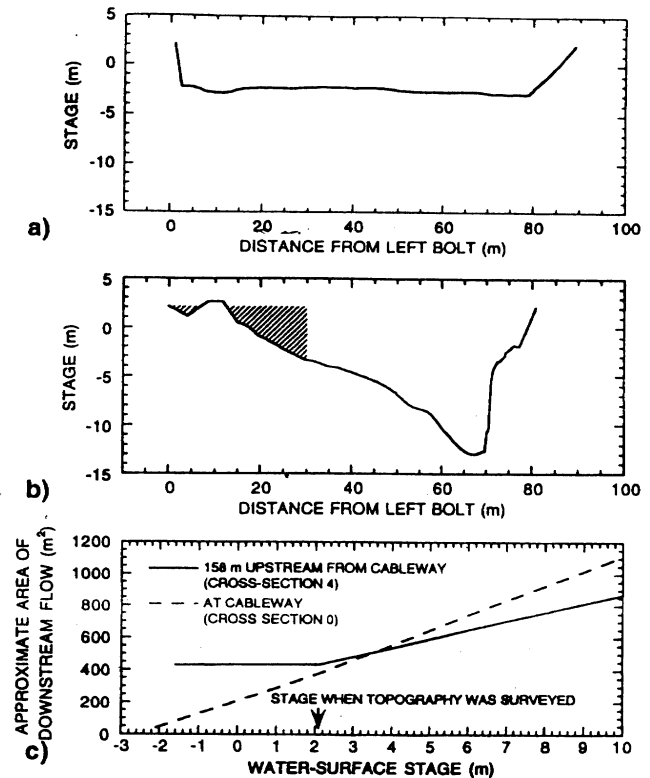 5
0
-5
-10
-15
STAGE (m)
a)
0 20 40 60 80 100
DISTANCE FROM LEFT BOLT (m)
5
0
-5
-10
-15
STAGE (m)
b)
0 20 40 60 80 100
DISTANCE FROM LEFT BOLT (m)
APPROXIMATE AREA OF
DOWNSTREAM FLOW (m²)
1200
1000
800
600
400
200
0
158 m UPSTREAM FROM CABLEWAY
(CROSS-SECTION 4)
AT CABLEWAY
(CROSS SECTION 0)
STAGE WHEN TOPOGRAPHY WAS SURVEYED
c)
-3 -2 -1 0 1 2 3 4 5 6 7 8 9 10
WATER-SURFACE STAGE (m)